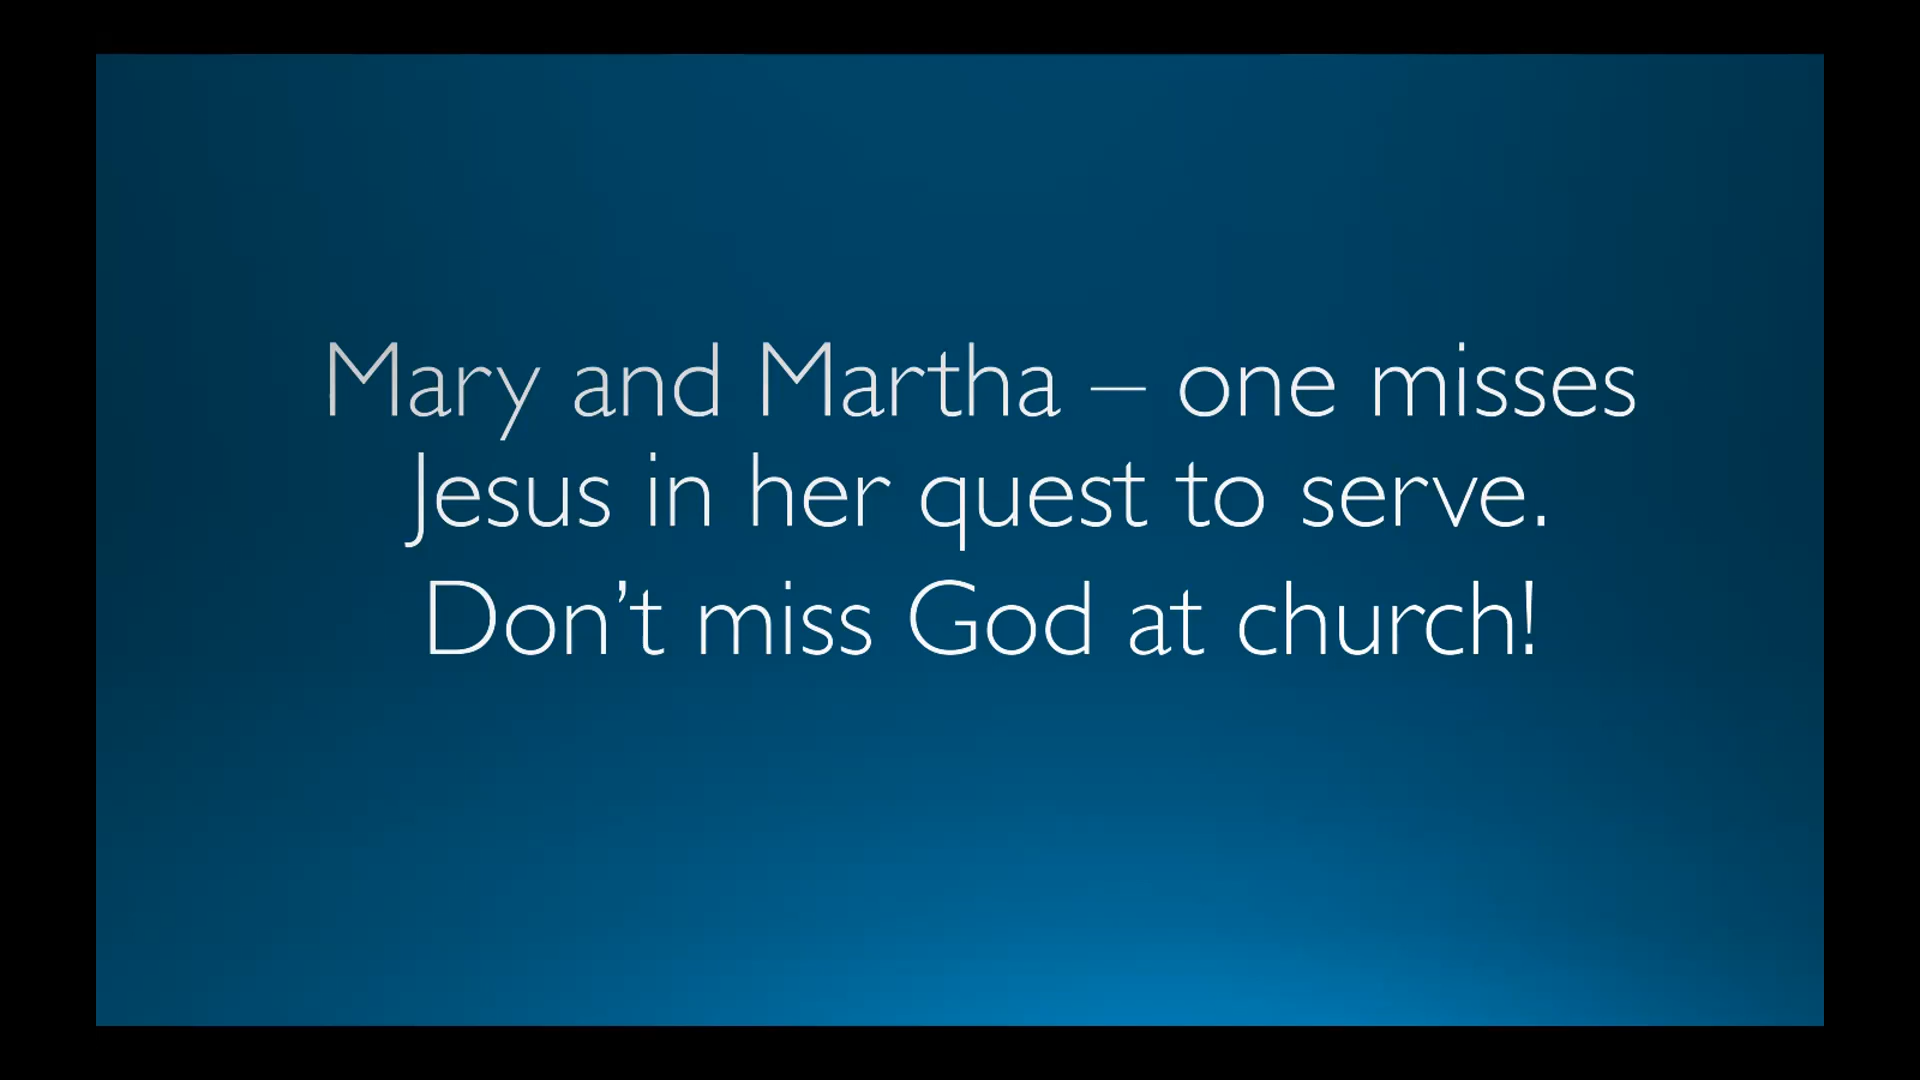 Mary and Martha – one misses
Jesus in her quest to serve.
Don’t miss God at church!